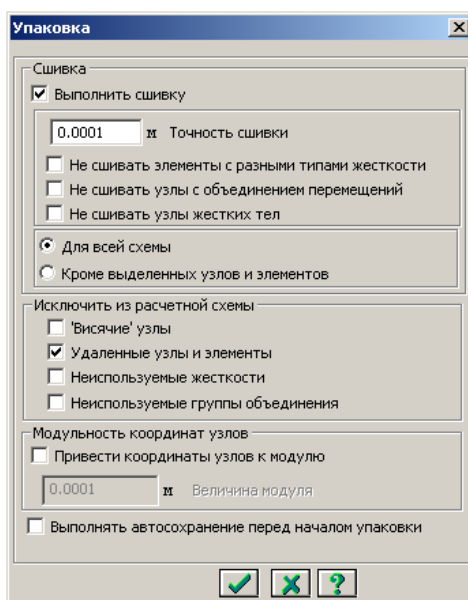 Упаковка
Сшивка
Выполнить сшивку
0.0001 м Точность сшивки
Не сшивать элементы с разными типами жесткости
Не сшивать узлы с объединением перемещений
Не сшивать узлы жестких тел
Для всей схемы
Кроме выделенных узлов и элементов
Исключить из расчетной схемы
'Висячие' узлы
Удаленные узлы и элементы
Неиспользуемые жесткости
Неиспользуемые группы объединения
Модульность координат узлов
Привести координаты узлов к модулю
0.0001 м Величина модуля
Выполнять автосохранение перед началом упаковки
?